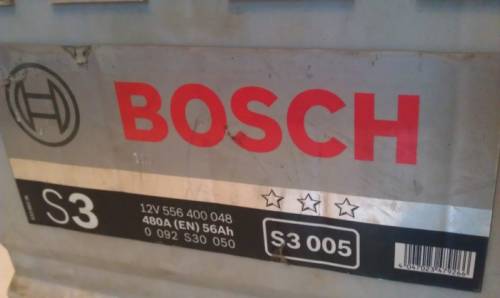 BOSCH
S3
12V 556 400 048
480A (EN) 56Ah
0 092 S30 050
S3 005